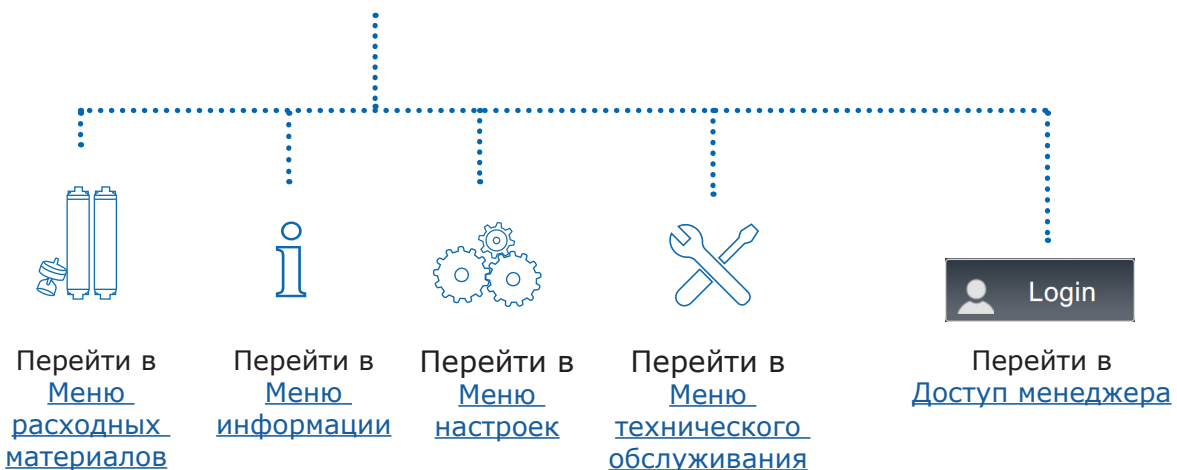 Login
Перейти в
Меню
расходных
материалов
Перейти в
Меню
информации
Перейти в
Меню
настроек
Перейти в
Меню
технического
обслуживания
Перейти в
Доступ менеджера